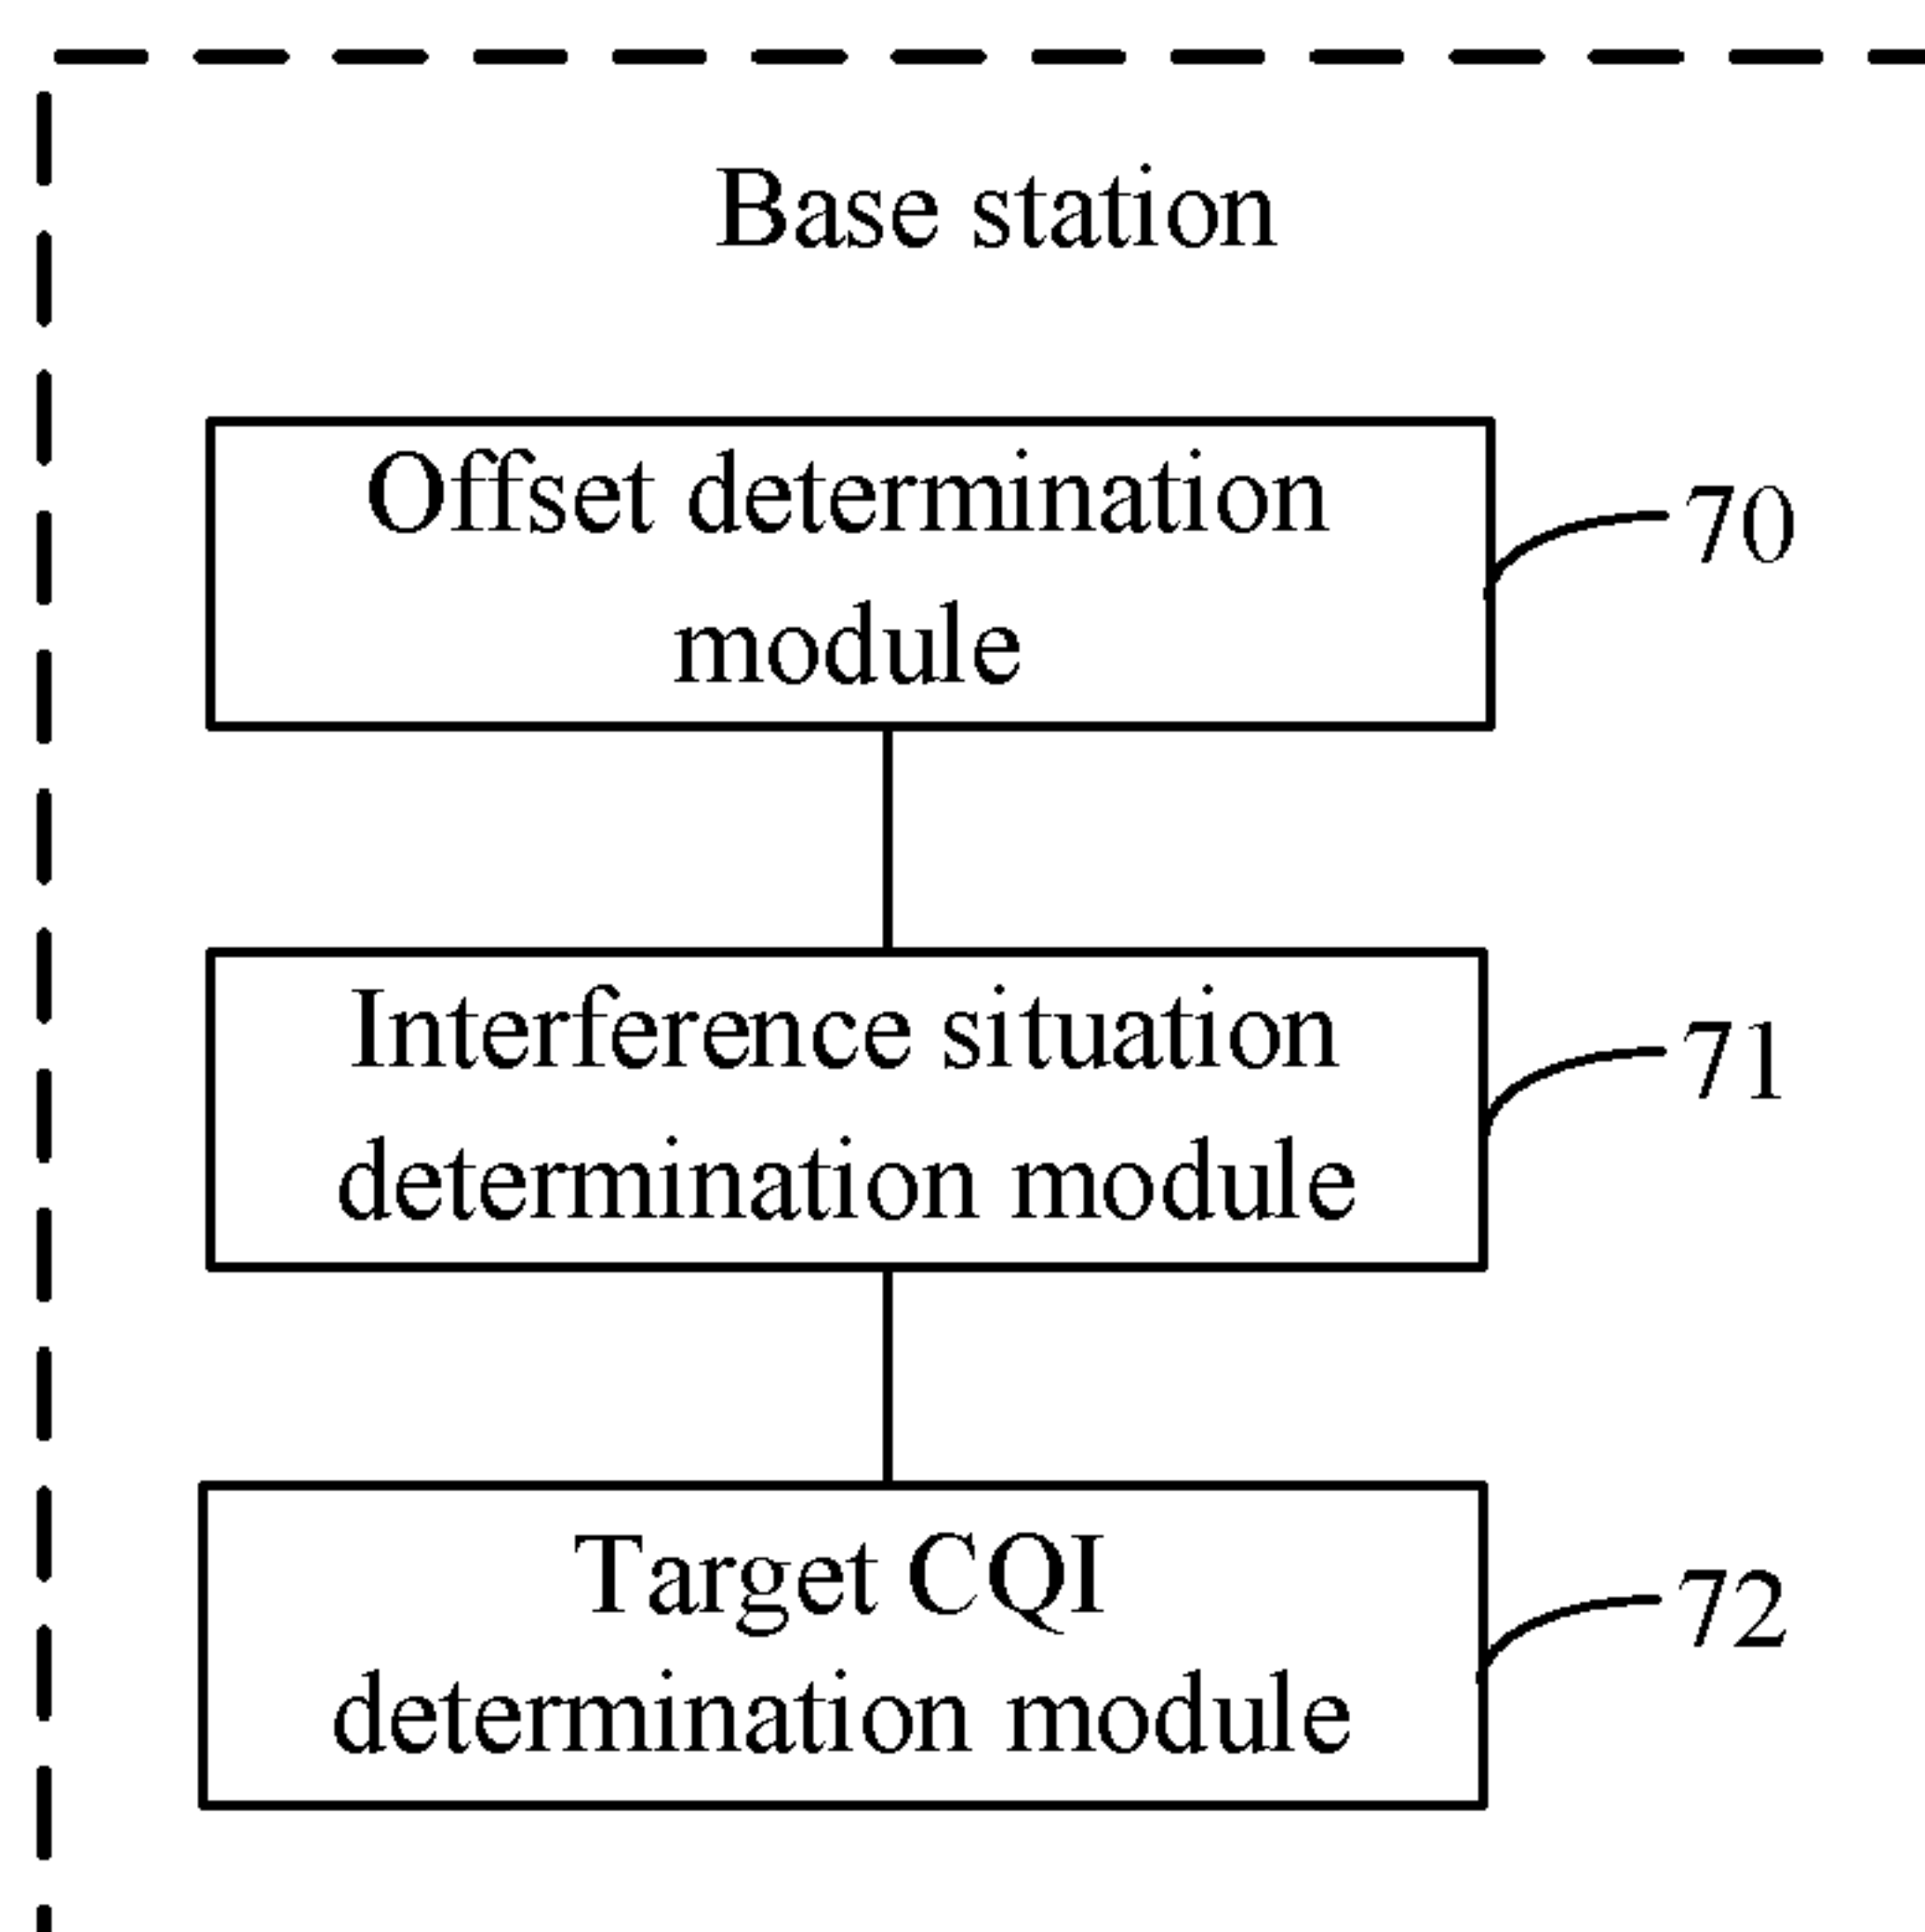 Base station
Offset determination
module
70
Interference situation
determination module
71
Target CQI
determination module
72